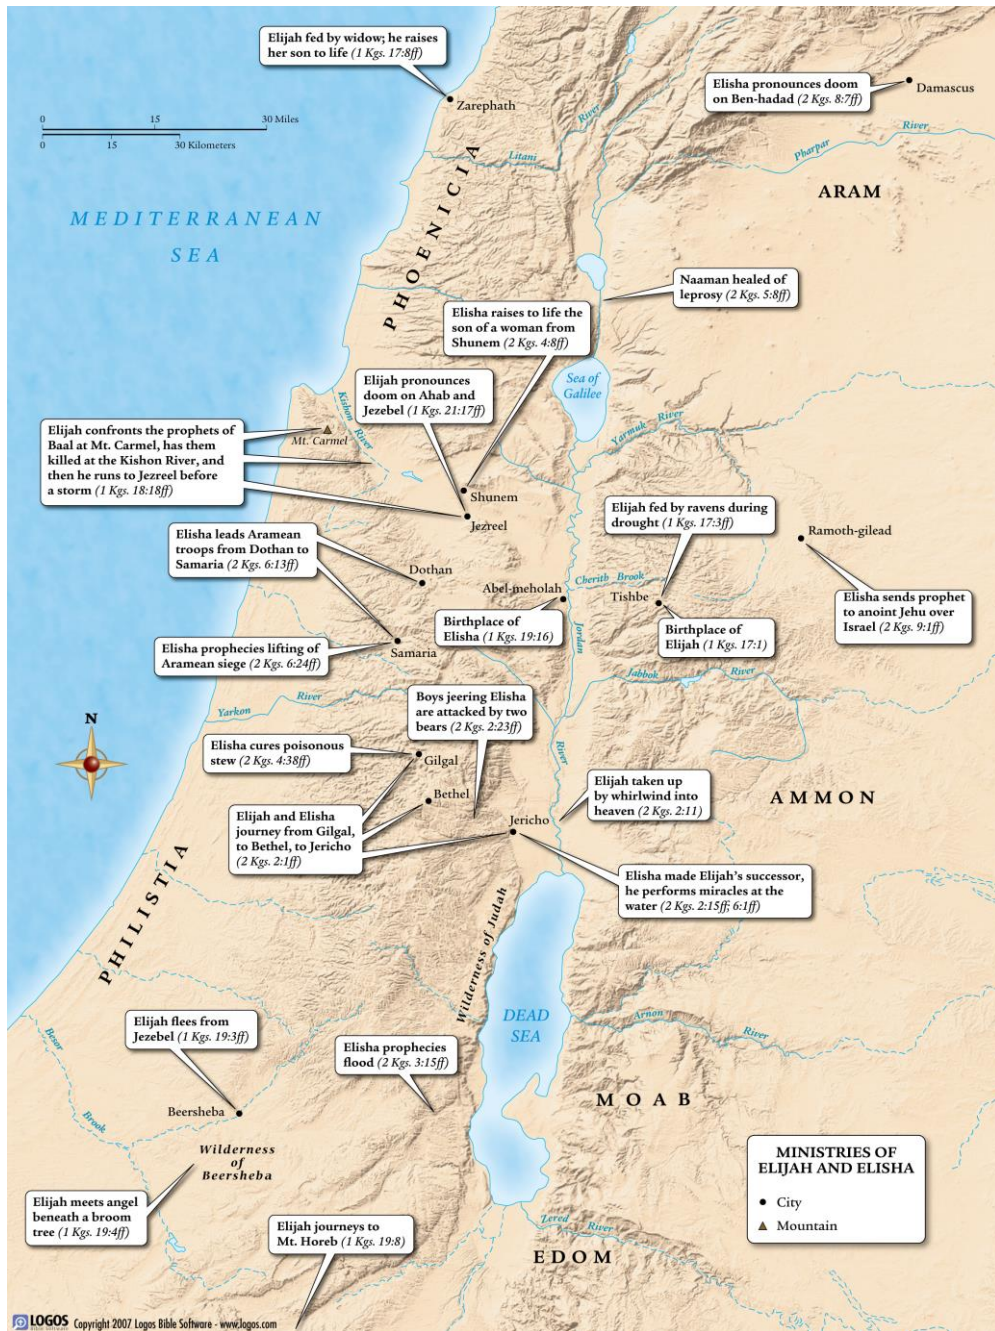 Elijah fed by widow; he raises
her son to life (1 Kgs. 17:8ff)
Zarephath
Elisha pronounces doom
on Ben-hadad (2 Kgs. 8:7ff)
Damascus
0 15 30 Miles
0 15 30 Kilometers
Litani
River
Pharpar
River
ARAM
MEDITERRANEAN
SEA
PHOENICIA
Naaman healed of
leprosy (2 Kgs. 5:8ff)
Elisha raises to life the
son of a woman from
Shunem (2 Kgs. 4:8ff)
Elijah pronounces
doom on Ahab and
Jezebel (1 Kgs. 21:17ff)
Sea of
Galilee
Kishon
River
Mt. Carmel
Yarmuk River
Elijah confronts the prophets of
Baal at Mt. Carmel, has them
killed at the Kishon River, and
then he runs to Jezreel before
a storm (1 Kgs. 18:18ff)
Shunem
Jezreel
Elijah fed by ravens during
drought (1 Kgs. 17:3ff)
Ramoth-gilead
Elisha leads Aramean
troops from Dothan to
Samaria (2 Kgs. 6:13ff)
Dothan
Abel-meholah
Cherith Brook
Tishbe
Elisha sends prophet
to anoint Jehu over
Israel (2 Kgs. 9:1ff)
Birthplace of
Elisha (1 Kgs. 19:16)
Birthplace of
Elijah (1 Kgs. 17:1)
Jordan
River
Elisha prophecies lifting of
Aramean siege (2 Kgs. 6:24ff)
Samaria
Jabbok
River
Yarkon
River
N
Boys jeering Elisha
are attacked by two
bears (2 Kgs. 2:23ff)
Elisha cures poisonous
stew (2 Kgs. 4:38ff)
Gilgal
Bethel
Elijah taken up
by whirlwind into
heaven (2 Kgs. 2:11)
AMMON
Elijah and Elisha
journey from Gilgal,
to Bethel, to Jericho
(2 Kgs. 2:1ff)
Jericho
Elisha made Elijah's successor,
he performs miracles at the
water (2 Kgs. 2:15ff; 6:1ff)
PHILISTIA
Wilderness of Judah
DEAD
SEA
Arnon
River
Elijah flees from
Jezebel (1 Kgs. 19:3ff)
Elisha prophecies
flood (2 Kgs. 3:15ff)
Besor
Brook
Beersheba
MOAB
Wilderness
of
Beersheba
MINISTRIES OF
ELIJAH AND ELISHA
City
Mountain
Elijah meets angel
beneath a broom
tree (1 Kgs. 19:4ff)
Elijah journeys to
Mt. Horeb (1 Kgs. 19:8)
Zered
River
EDOM
LOGOS
Bible Software
Copyright 2007 Logos Bible Software - www.logos.com